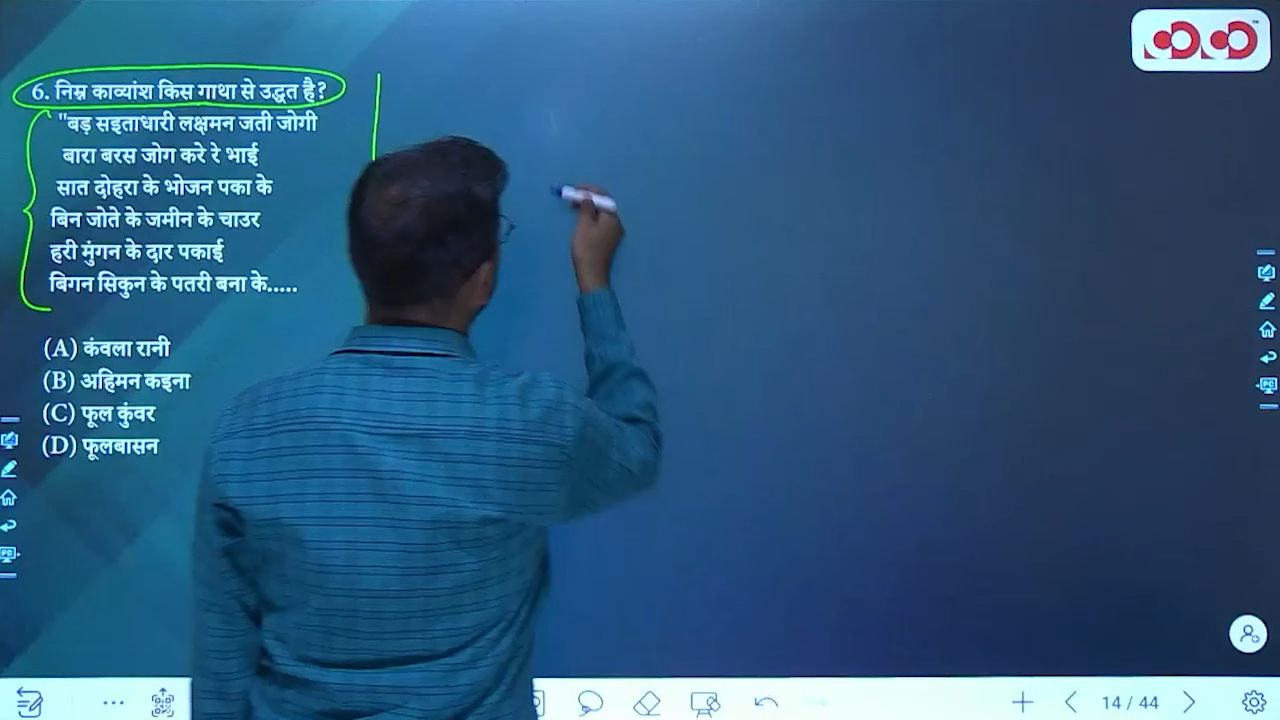 6. निम्न काव्यांश किस गाथा से उद्धृत है?
"बड़ सइताधारी लक्षमन जती जोगी
बारा बरस जोग करे रे भाई
सात दोहरा के भोजन पका के
बिन जोते के जमीन के चाउर
हरी मुंगन के दार पकाई
बिगन सिकुन के पतरी बना के.....
(A) कंवला रानी
(B) अहिमन कइना
(C) फूल कुंवर
(D) फूलबासन
14 / 44